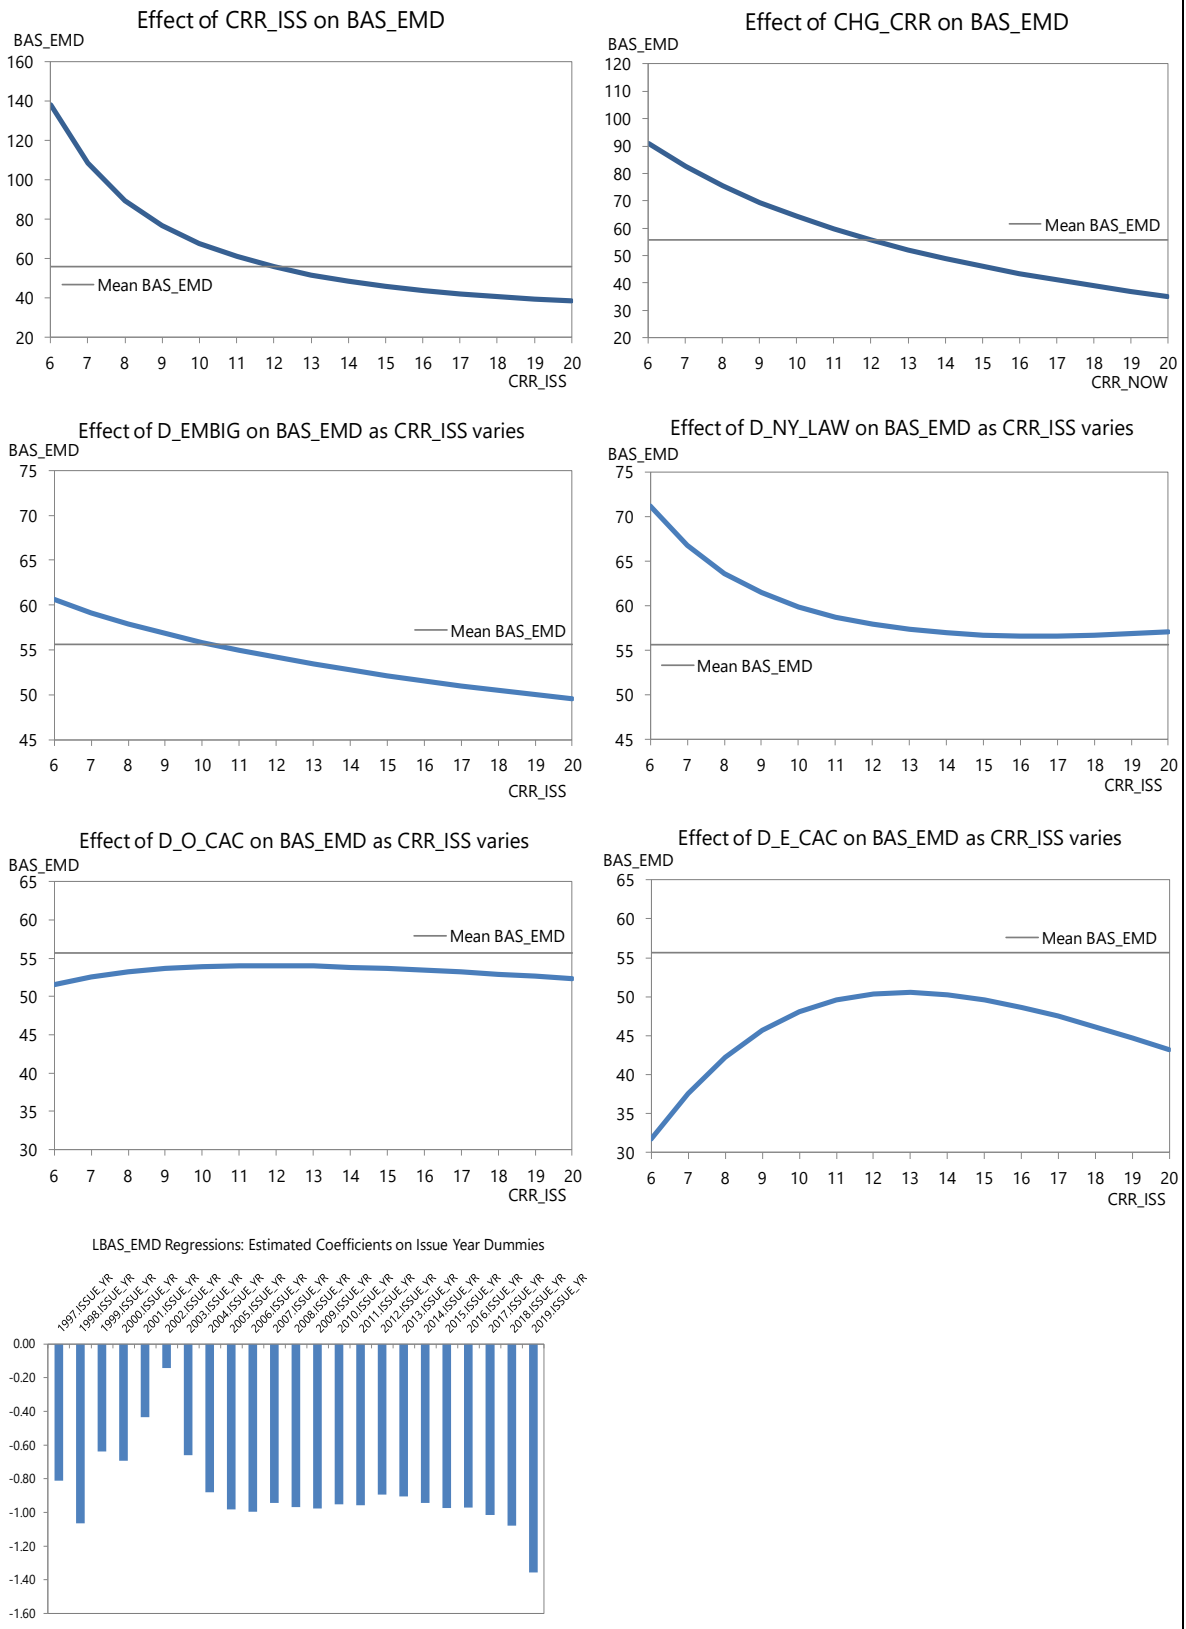 Effect of CRR_ISS on BAS_EMD
BAS_EMD
160
140
120
100
80
60
40
20
Mean BAS_EMD
6 7 8 9 10 11 12 13 14 15 16 17 18 19 20
CRR_ISS
Effect of CHG_CRR on BAS_EMD
BAS_EMD
120
110
100
90
80
70
60
50
40
30
20
Mean BAS_EMD
6 7 8 9 10 11 12 13 14 15 16 17 18 19 20
CRR_NOW
Effect of D_EMBIG on BAS_EMD as CRR_ISS varies
BAS_EMD
75
70
65
60
55
50
45
Mean BAS_EMD
6 7 8 9 10 11 12 13 14 15 16 17 18 19 20
CRR_ISS
Effect of D_NY_LAW on BAS_EMD as CRR_ISS varies
BAS_EMD
75
70
65
60
55
50
45
Mean BAS_EMD
6 7 8 9 10 11 12 13 14 15 16 17 18 19 20
CRR_ISS
Effect of D_O_CAC on BAS_EMD as CRR_ISS varies
BAS_EMD
65
60
55
50
45
40
35
30
Mean BAS_EMD
6 7 8 9 10 11 12 13 14 15 16 17 18 19 20
CRR_ISS
Effect of D_E_CAC on BAS_EMD as CRR_ISS varies
BAS_EMD
65
60
55
50
45
40
35
30
Mean BAS_EMD
6 7 8 9 10 11 12 13 14 15 16 17 18 19 20
CRR_ISS
LBAS_EMD Regressions: Estimated Coefficients on Issue Year Dummies
1997.ISSUE_YR
1998.ISSUE_YR
1999.ISSUE_YR
2000.ISSUE_YR
2001.ISSUE_YR
2002.ISSUE_YR
2003.ISSUE_YR
2004.ISSUE_YR
2005.ISSUE_YR
2006.ISSUE_YR
2007.ISSUE_YR
2008.ISSUE_YR
2009.ISSUE_YR
2010.ISSUE_YR
2011.ISSUE_YR
2012.ISSUE_YR
2013.ISSUE_YR
2014.ISSUE_YR
2015.ISSUE_YR
2016.ISSUE_YR
2017.ISSUE_YR
2018.ISSUE_YR
2019.ISSUE_YR
0.00
-0.20
-0.40
-0.60
-0.80
-1.00
-1.20
-1.40
-1.60